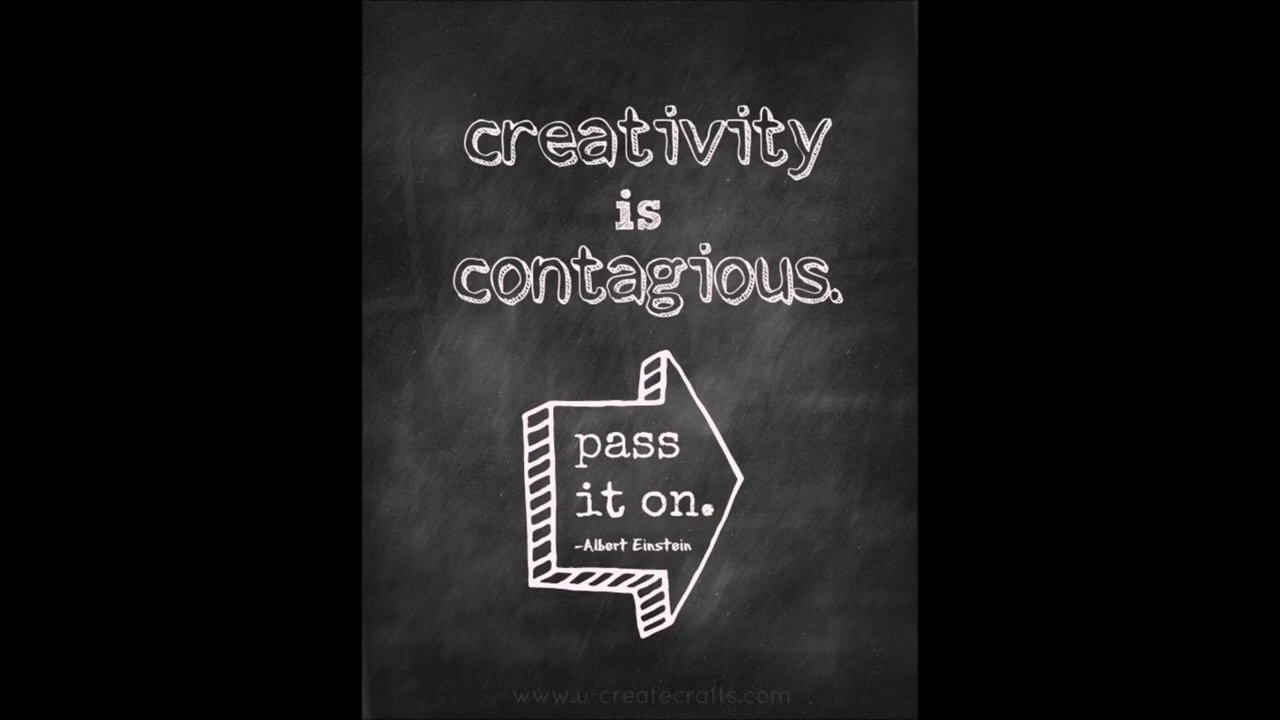 creativity
is
contagious.
pass
it on.
-Albert Einstein
www.u-createcrafts.com